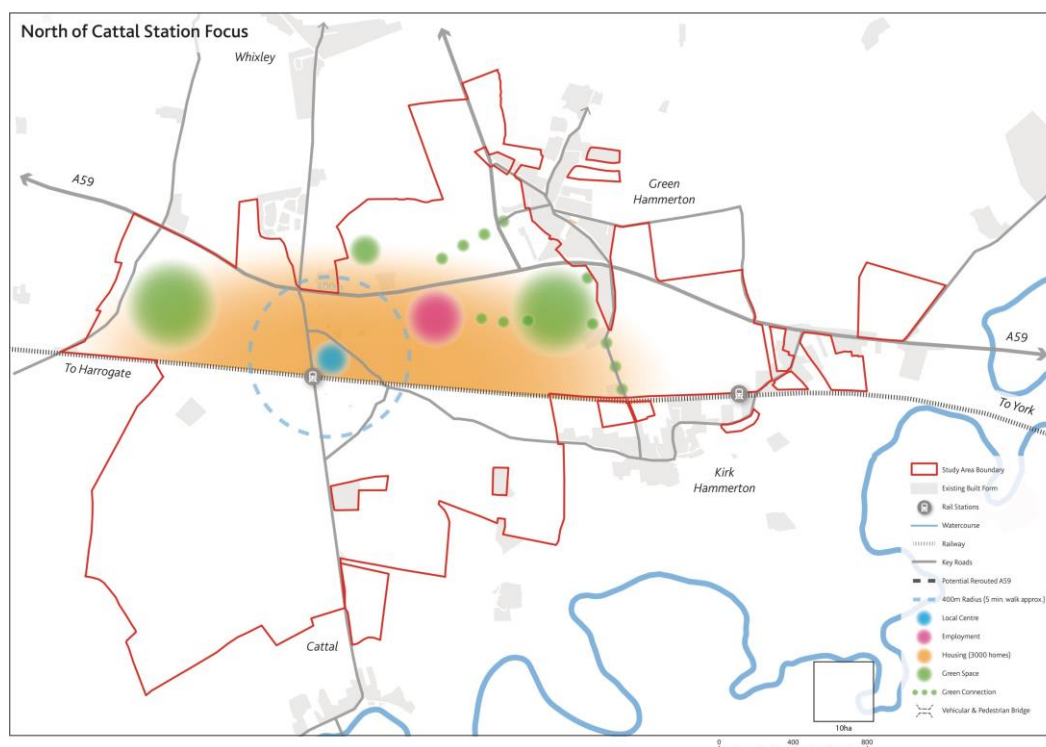 North of Cattal Station Focus
Whixley
A59
Green
Hammerton
400m
A59
To Harrogate
To York
Kirk
Hammerton
Cattal
Study Area Boundary
Existing Built Form
Rail Stations
Watercourse
Railway
Key Roads
Potential Rerouted A59
400m Radius (5 min. walk approx.)
Local Centre
Employment
Housing (3000 homes)
Green Space
Green Connection
Vehicular & Pedestrian Bridge
10ha
0 400 800